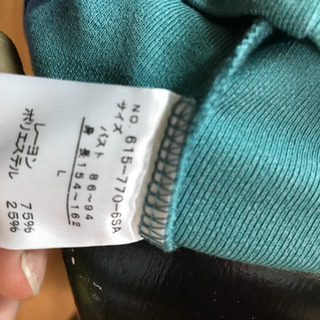 NO. 615-770-6SA
サイズ
バスト 86~94
身長 154~162
L
レーヨン 75%
ポリエステル 25%